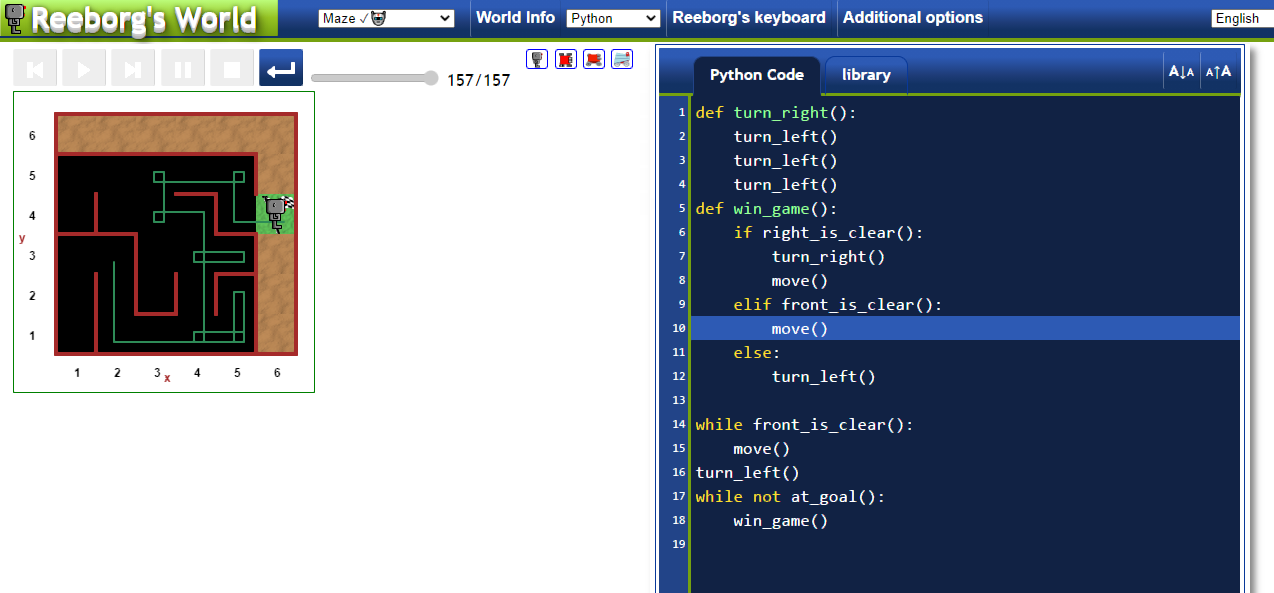 Reeborg's World
Maze ✓😈 World Info Python Reeborg's keyboard Additional options English
157/157
6
5
4
y
3
2
1
1 2 3 x 4 5 6
Python Code library A↓A A↑A
1 def turn_right():
2     turn_left()
3     turn_left()
4     turn_left()
5 def win_game():
6     if right_is_clear():
7         turn_right()
8         move()
9     elif front_is_clear():
10         move()
11     else:
12         turn_left()
13
14 while front_is_clear():
15     move()
16 turn_left()
17 while not at_goal():
18     win_game()
19